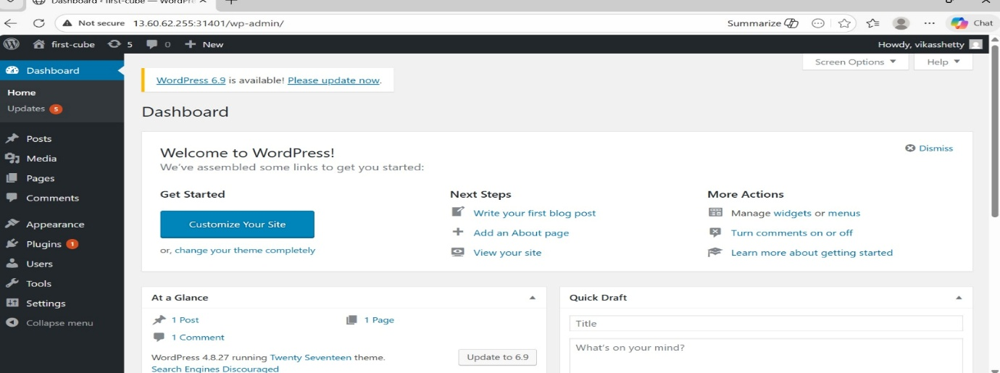 Dashboard ‹ first-cube — WordPre
Not secure 13.60.62.255:31401/wp-admin/
Summarize
Chat
first-cube 5 0 New
Howdy, vikasshetty
Dashboard
Home
Updates 5
Posts
Media
Pages
Comments
Appearance
Plugins 1
Users
Tools
Settings
Collapse menu
Screen Options
Help
WordPress 6.9 is available! Please update now.
Dashboard
Welcome to WordPress!
Dismiss
We've assembled some links to get you started:
Get Started
Customize Your Site
or, change your theme completely
Next Steps
Write your first blog post
Add an About page
View your site
More Actions
Manage widgets or menus
Turn comments on or off
Learn more about getting started
At a Glance
1 Post
1 Page
1 Comment
WordPress 4.8.27 running Twenty Seventeen theme.
Update to 6.9
Search Engines Discouraged
Quick Draft
Title
What's on your mind?